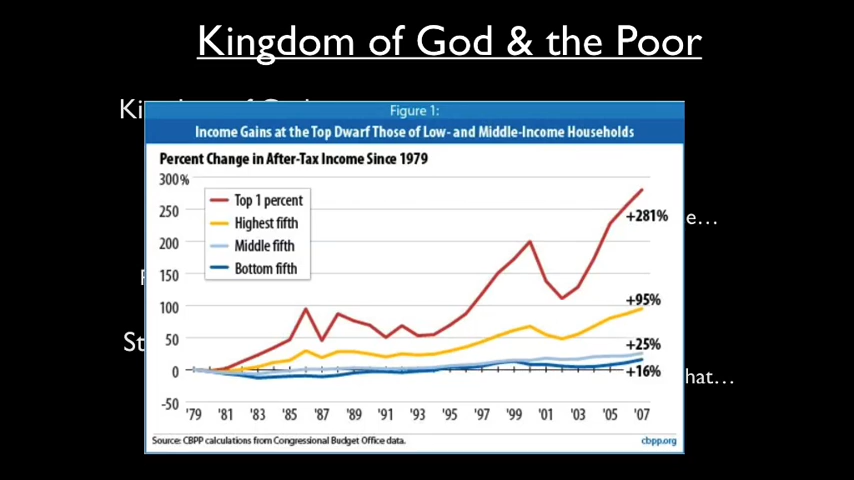 Kingdom of God & the Poor
Figure 1:
Income Gains at the Top Dwarf Those of Low- and Middle-Income Households
Percent Change in After-Tax Income Since 1979
300%
250
200
150
100
50
0
-50
Top 1 percent
Highest fifth
Middle fifth
Bottom fifth
+281%
+95%
+25%
+16%
'79 '81 '83 '85 '87 '89 '91 '93 '95 '97 '99 '01 '03 '05 '07
Source: CBPP calculations from Congressional Budget Office data.
cbpp.org